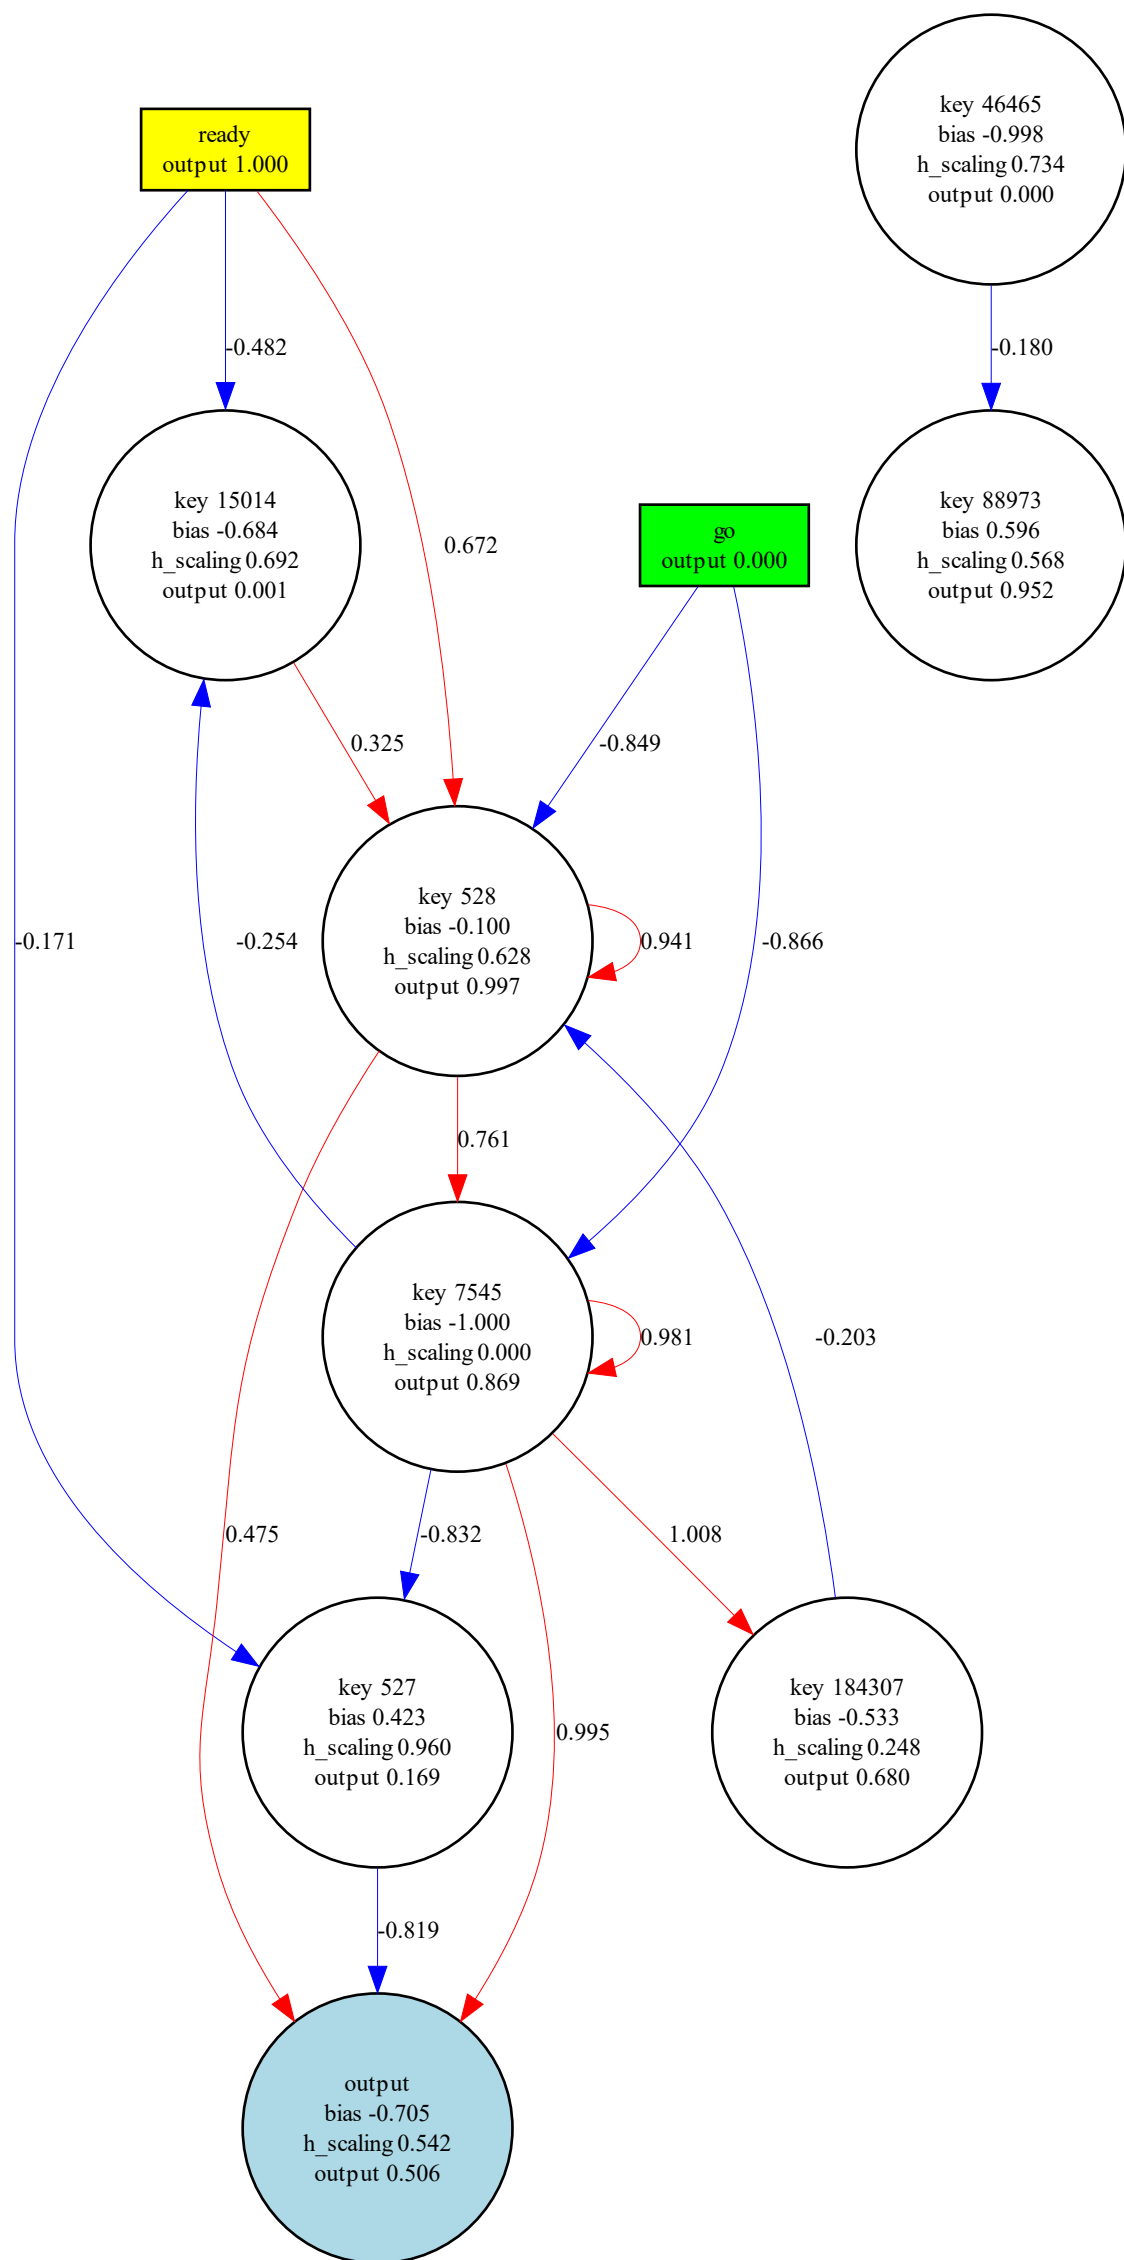 key 46465
bias -0.998
h_scaling 0.734
output 0.000
ready
output 1.000
-0.482
-0.180
key 15014
bias -0.684
h_scaling 0.692
output 0.001
0.672
go
output 0.000
key 88973
bias 0.596
h_scaling 0.568
output 0.952
0.325
-0.849
-0.171
-0.254
key 528
bias -0.100
h_scaling 0.628
output 0.997
0.941
-0.866
0.761
key 7545
bias -1.000
h_scaling 0.000
output 0.869
0.981
-0.203
0.475
-0.832
1.008
key 527
bias 0.423
h_scaling 0.960
output 0.169
0.995
key 184307
bias -0.533
h_scaling 0.248
output 0.680
-0.819
output
bias -0.705
h_scaling 0.542
output 0.506